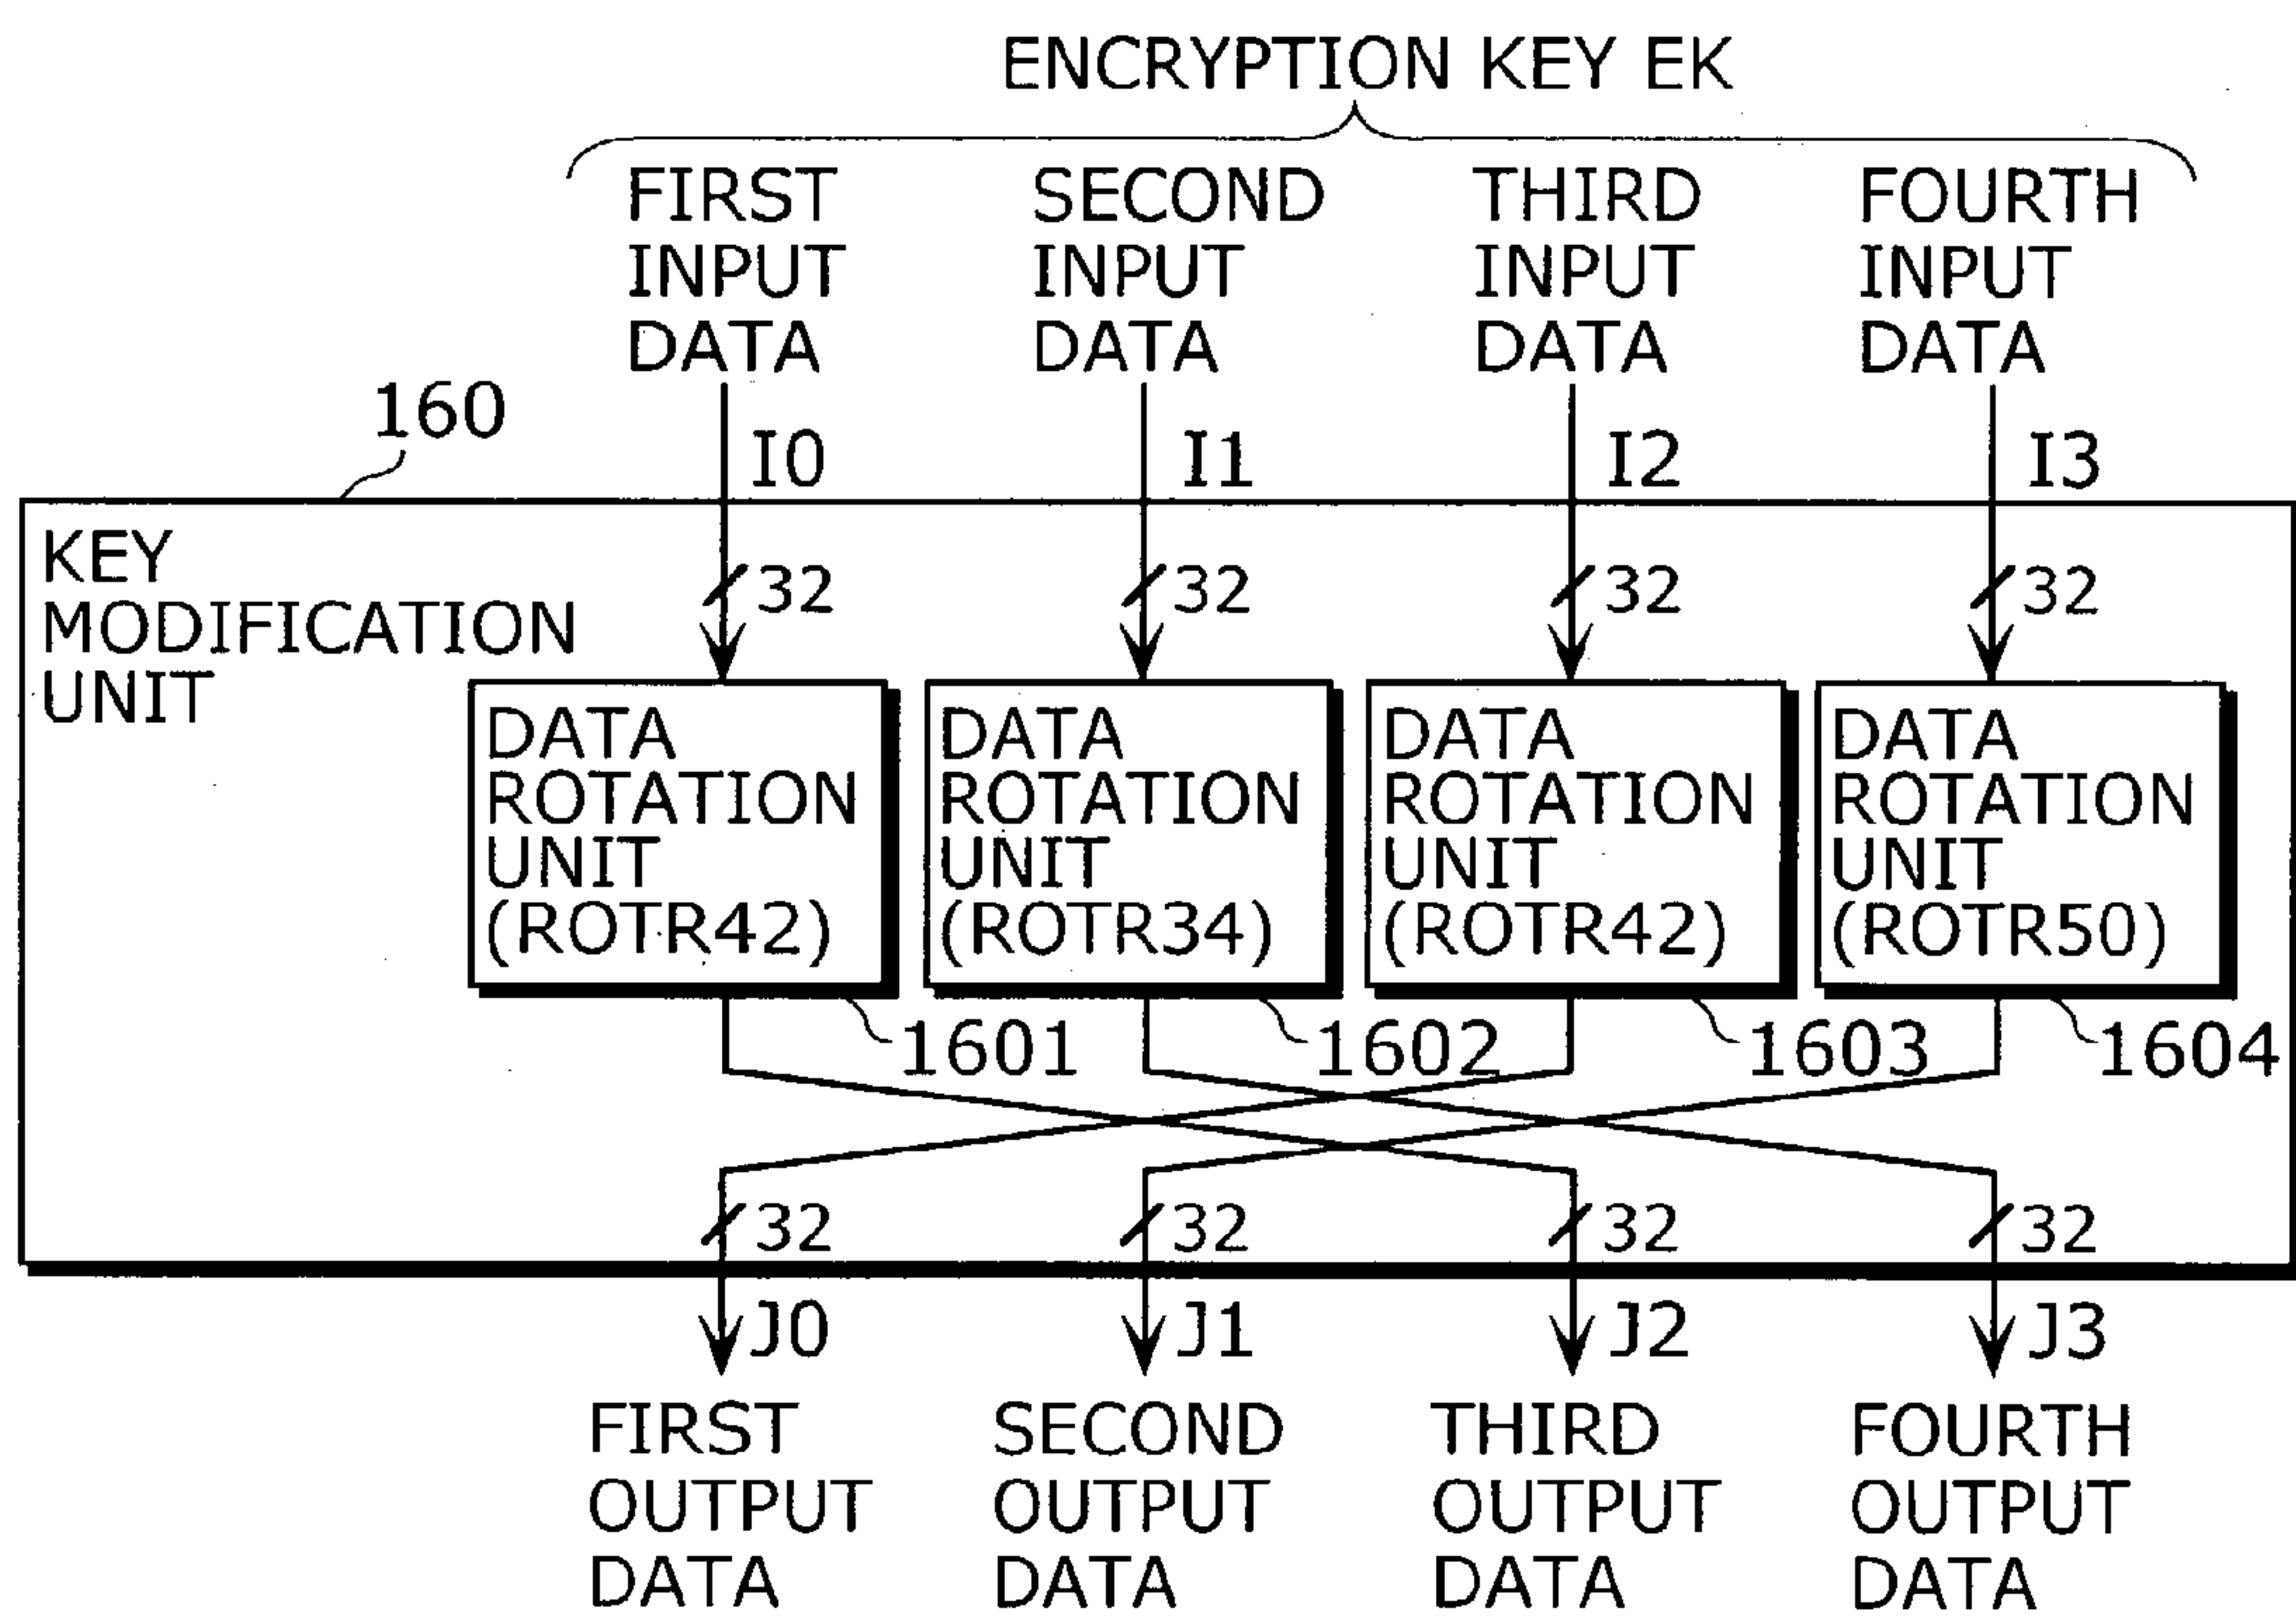 ENCRYPTION KEY EK
FIRST INPUT DATA
SECOND INPUT DATA
THIRD INPUT DATA
FOURTH INPUT DATA
160
I0
I1
I2
I3
KEY MODIFICATION UNIT
32
32
32
32
DATA ROTATION UNIT (ROTR42)
DATA ROTATION UNIT (ROTR34)
DATA ROTATION UNIT (ROTR42)
DATA ROTATION UNIT (ROTR50)
1601
1602
1603
1604
32
32
32
32
J0
J1
J2
J3
FIRST OUTPUT DATA
SECOND OUTPUT DATA
THIRD OUTPUT DATA
FOURTH OUTPUT DATA